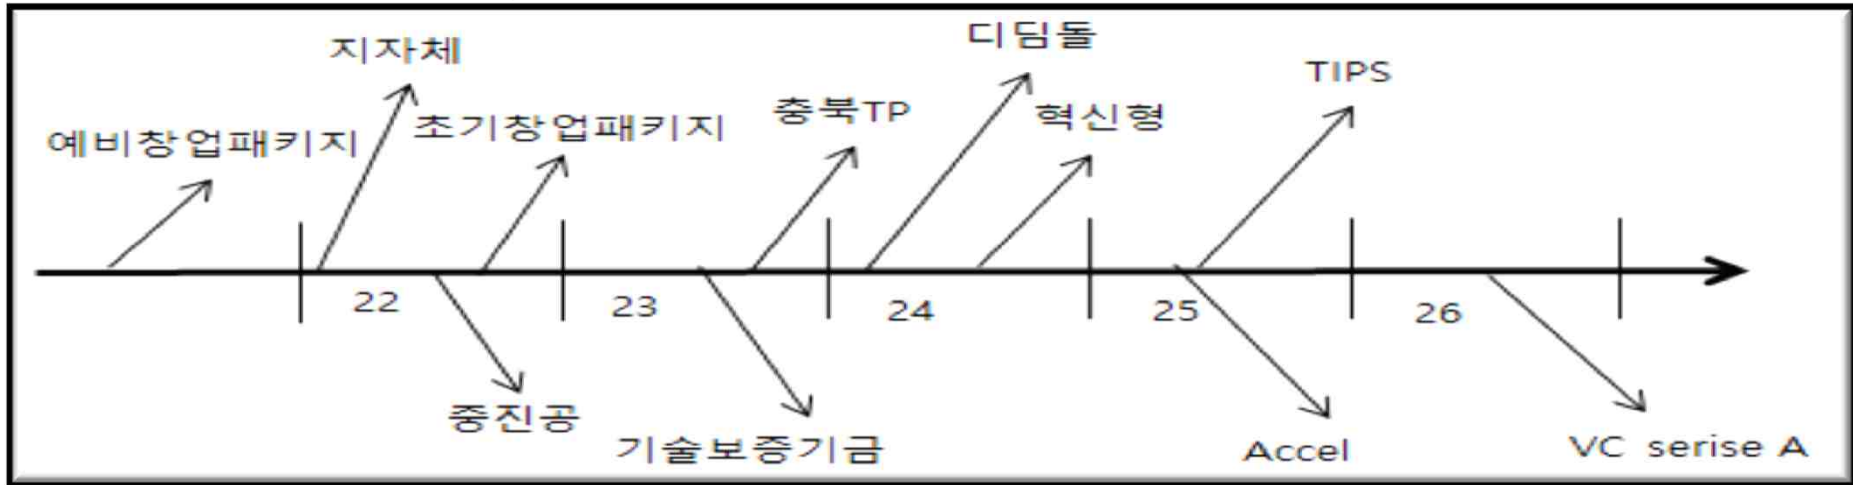 디딤돌
지자체
TIPS
충북TP
혁신형
초기창업패키지
예비창업패키지
22
23
24
25
26
중진공
기술보증기금
Accel
VC serise A